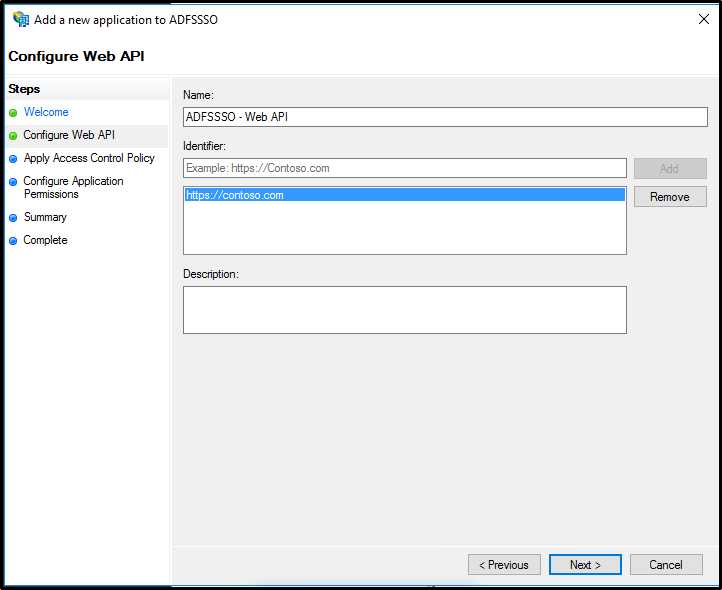 Add a new application to ADFSSSO
Configure Web API
Steps
Welcome
Configure Web API
Apply Access Control Policy
Configure Application
Permissions
Summary
Complete
Name:
ADFSSSO - Web API
Identifier:
Example: https://Contoso.com
Add
https://contoso.com
Remove
Description:
< Previous
Next >
Cancel